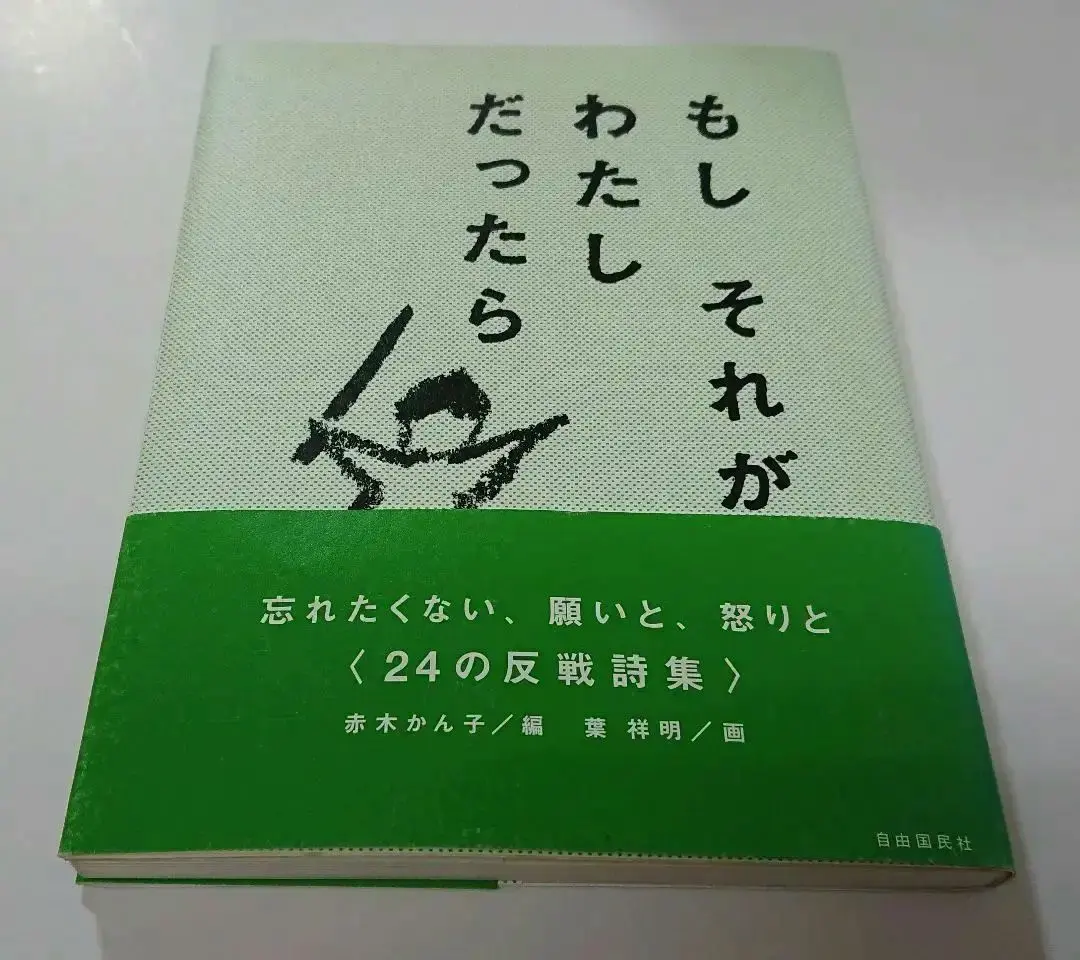 もし それが
わたし
だったら
忘れたくない、願いと、怒りと
〈24の反戦詩集〉
赤木かん子／編 葉 祥明／画
自由国民社